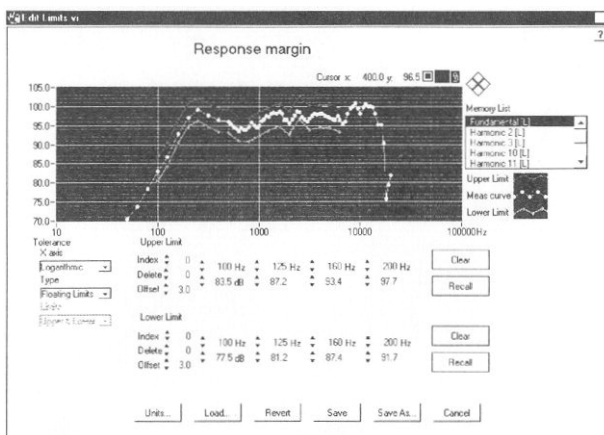 Edit Limits vi
?
Response margin
Cursor x: 400.0 y: 96.5
105.0
100.0
95.0
90.0
85.0
80.0
75.0
70.0
10
100
1000
10000
100000Hz
Memory List
Fundamental [L]
Harmonic 2 [L]
Harmonic 3 [L]
Harmonic 10 [L]
Harmonic 11 [L]
Upper Limit
Meas curve
Lower Limit
Tolerance
X axis
Logarithmic
Type
Floating Limits
Limits
Upper & Lower
Upper Limit
Index 0
Delete 0
Offset 3.0
100 Hz 125 Hz 160 Hz 200 Hz
83.5 dB 87.2 93.4 97.7
Clear
Recall
Lower Limit
Index 0
Delete 0
Offset 3.0
100 Hz 125 Hz 160 Hz 200 Hz
77.5 dB 81.2 87.4 91.7
Clear
Recall
Units... Load... Revert Save Save As... Cancel